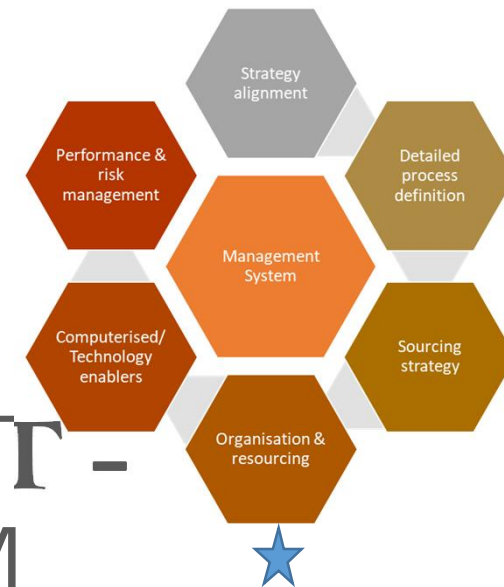 Strategy
alignment
Performance &
risk
management
Detailed
process
definition
Management
System
Computerised/
Technology
enablers
Sourcing
strategy
Organisation &
resourcing
T -
M